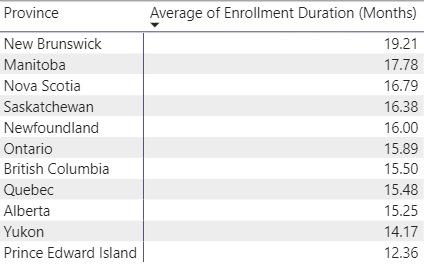 Province Average of Enrollment Duration (Months)
New Brunswick 19.21
Manitoba 17.78
Nova Scotia 16.79
Saskatchewan 16.38
Newfoundland 16.00
Ontario 15.89
British Columbia 15.50
Quebec 15.48
Alberta 15.25
Yukon 14.17
Prince Edward Island 12.36